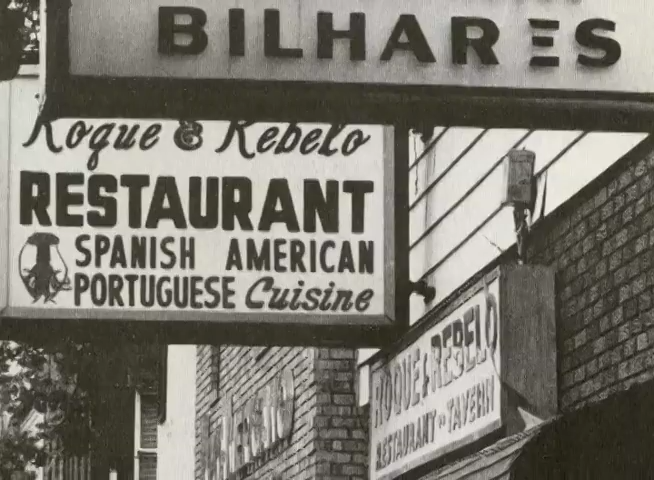 BILHARES
Roque & Rebelo
RESTAURANT
SPANISH AMERICAN
PORTUGUESE Cuisine
ROQUE & REBELO
RESTAURANT - TAVERN